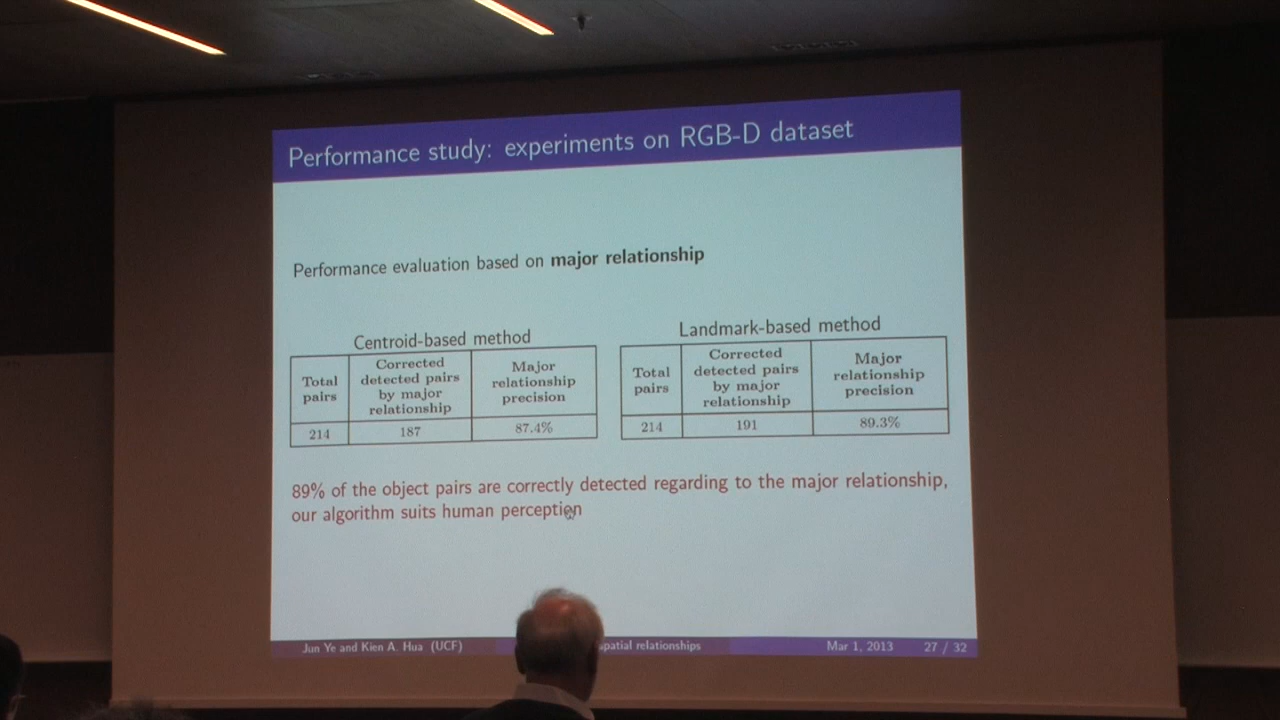 Performance study: experiments on RGB-D dataset
Performance evaluation based on major relationship
Centroid-based method
Total pairs
Corrected detected pairs by major relationship
Major relationship precision
214
187
87.4%
Landmark-based method
Total pairs
Corrected detected pairs by major relationship
Major relationship precision
214
191
89.3%
89% of the object pairs are correctly detected regarding to the major relationship,
our algorithm suits human perception
Jun Ye and Kien A. Hua (UCF)
spatial relationships
Mar 1, 2013
27 / 32